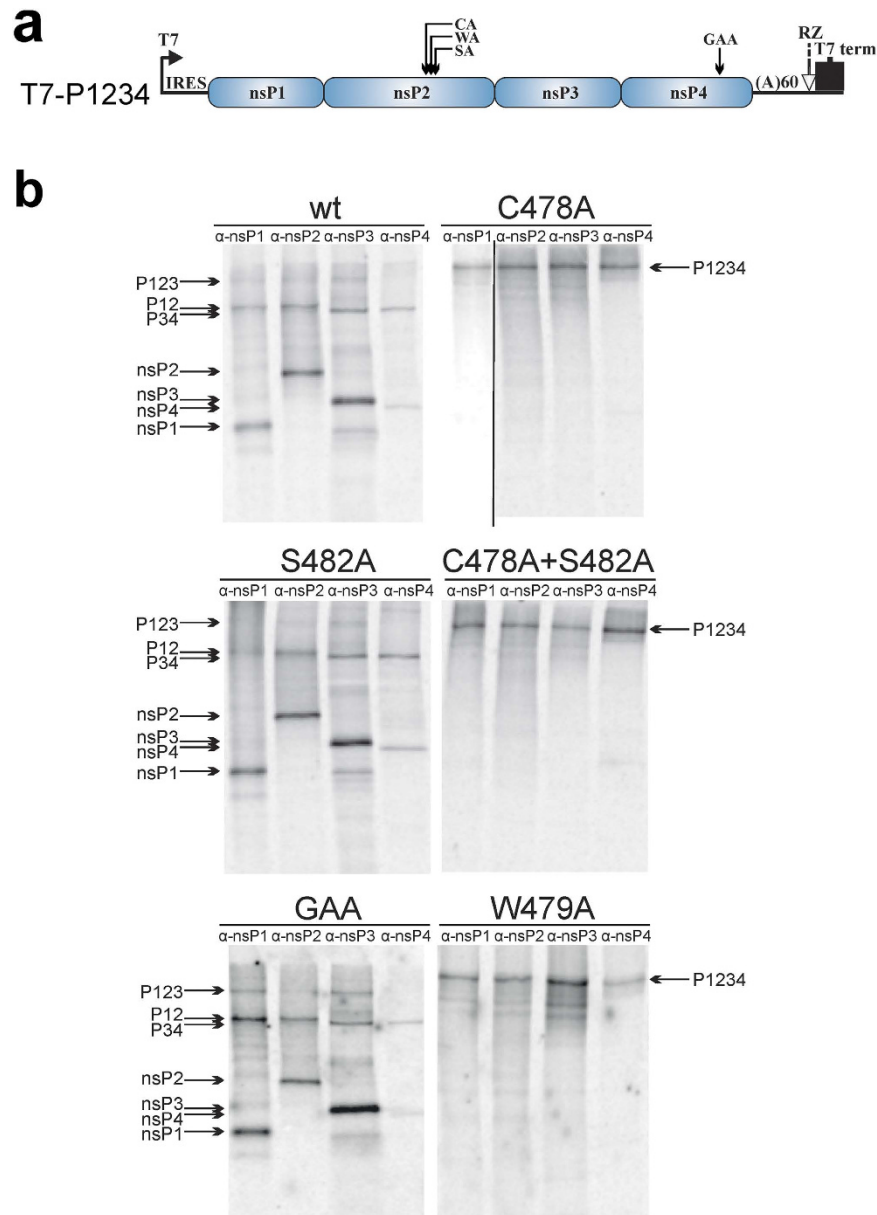 a
T7
CA
WA
SA
GAA
RZ
T7 term
T7-P1234
IRES
nsP1
nsP2
nsP3
nsP4
(A)60
b
wt
C478A
α-nsP1 α-nsP2 α-nsP3 α-nsP4
α-nsP1 α-nsP2 α-nsP3 α-nsP4
P123
P12
P34
nsP2
nsP3
nsP4
nsP1
P1234
S482A
C478A+S482A
α-nsP1 α-nsP2 α-nsP3 α-nsP4
α-nsP1 α-nsP2 α-nsP3 α-nsP4
P123
P12
P34
nsP2
nsP3
nsP4
nsP1
P1234
GAA
W479A
α-nsP1 α-nsP2 α-nsP3 α-nsP4
α-nsP1 α-nsP2 α-nsP3 α-nsP4
P123
P12
P34
nsP2
nsP3
nsP4
nsP1
P1234